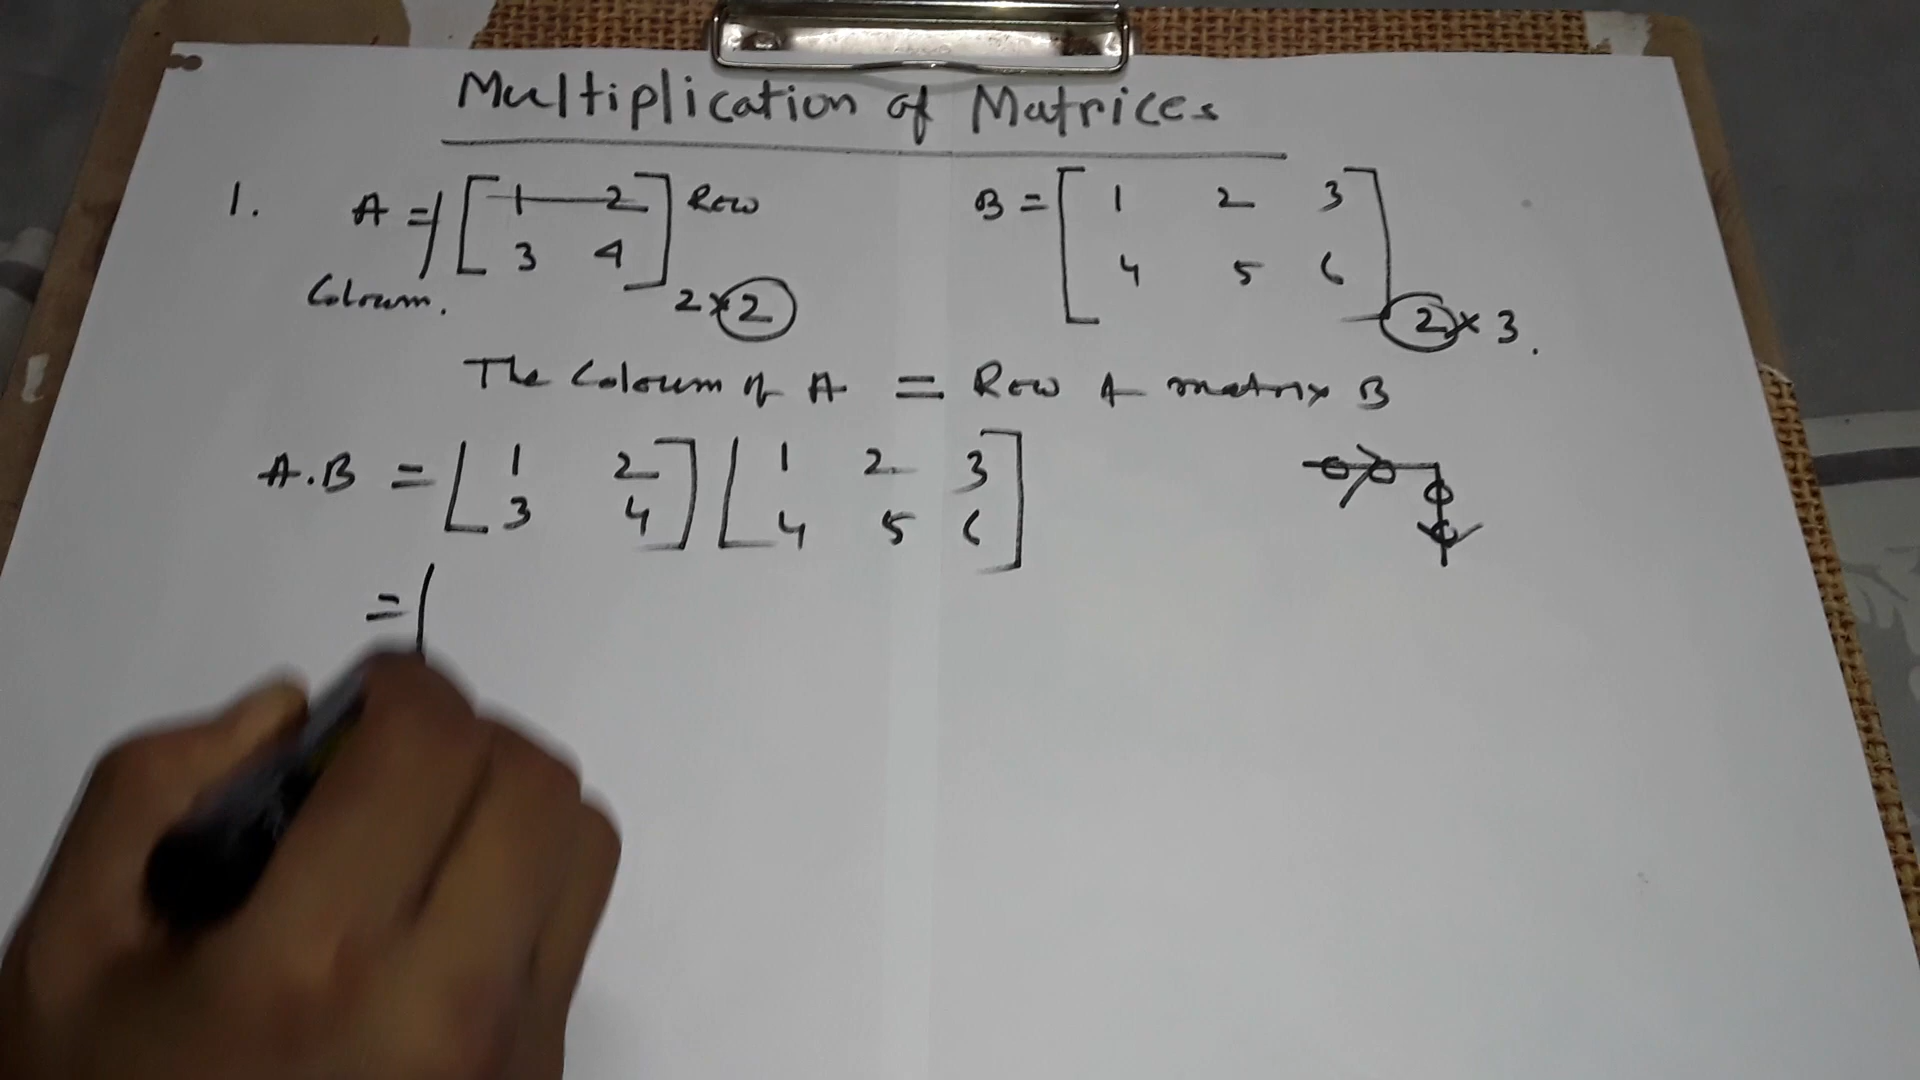 Multiplication of Matrices
1. A = [ 1 2 ] Row B = [ 1 2 3 ]
[ 3 4 ] [ 4 5 6 ]
Coloum. 2×2 2×3.
The Coloum of A = Row of matrix B
A.B = [ 1 2 ] [ 1 2 3 ]
[ 3 4 ] [ 4 5 6 ]
= [